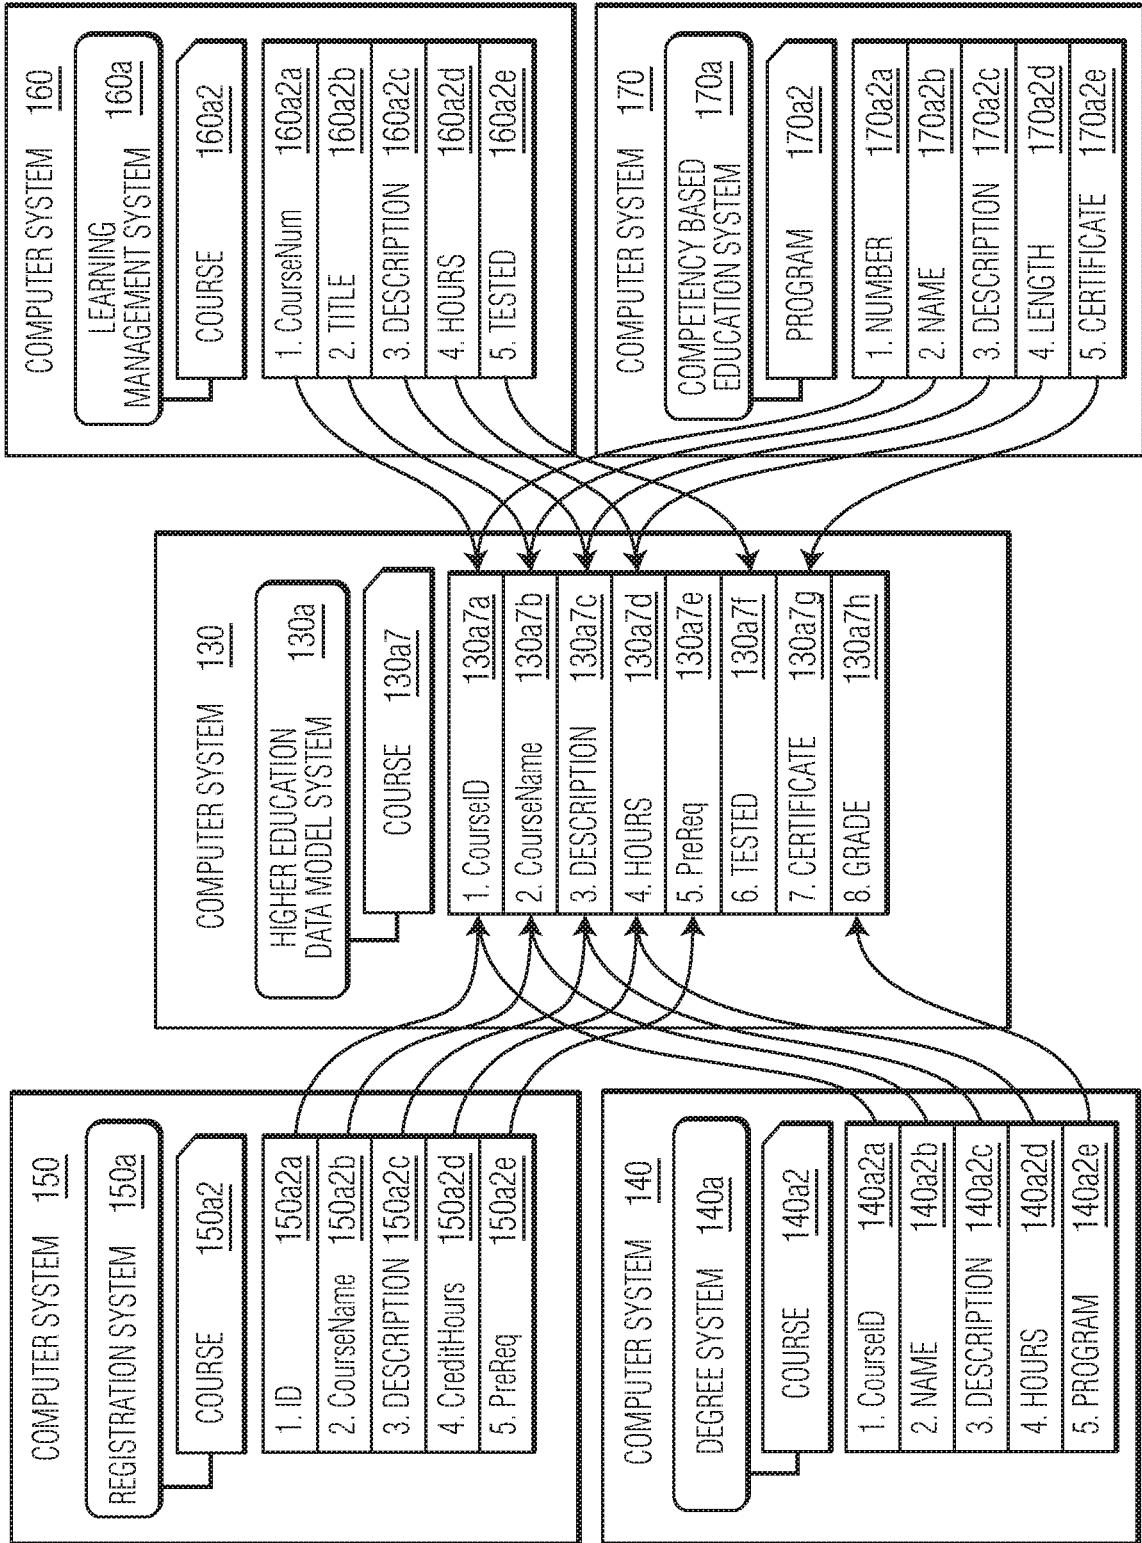 COMPUTER SYSTEM 150
REGISTRATION SYSTEM 150a
COURSE 150a2
1. ID 150a2a
2. CourseName 150a2b
3. DESCRIPTION 150a2c
4. CreditHours 150a2d
5. PreReq 150a2e
COMPUTER SYSTEM 140
DEGREE SYSTEM 140a
COURSE 140a2
1. CourseID 140a2a
2. NAME 140a2b
3. DESCRIPTION 140a2c
4. HOURS 140a2d
5. PROGRAM 140a2e
COMPUTER SYSTEM 130
HIGHER EDUCATION
DATA MODEL SYSTEM 130a
COURSE 130a7
1. CourseID 130a7a
2. CourseName 130a7b
3. DESCRIPTION 130a7c
4. HOURS 130a7d
5. PreReq 130a7e
6. TESTED 130a7f
7. CERTIFICATE 130a7g
8. GRADE 130a7h
COMPUTER SYSTEM 160
LEARNING
MANAGEMENT SYSTEM 160a
COURSE 160a2
1. CourseNum 160a2a
2. TITLE 160a2b
3. DESCRIPTION 160a2c
4. HOURS 160a2d
5. TESTED 160a2e
COMPUTER SYSTEM 170
COMPETENCY BASED
EDUCATION SYSTEM 170a
PROGRAM 170a2
1. NUMBER 170a2a
2. NAME 170a2b
3. DESCRIPTION 170a2c
4. LENGTH 170a2d
5. CERTIFICATE 170a2e